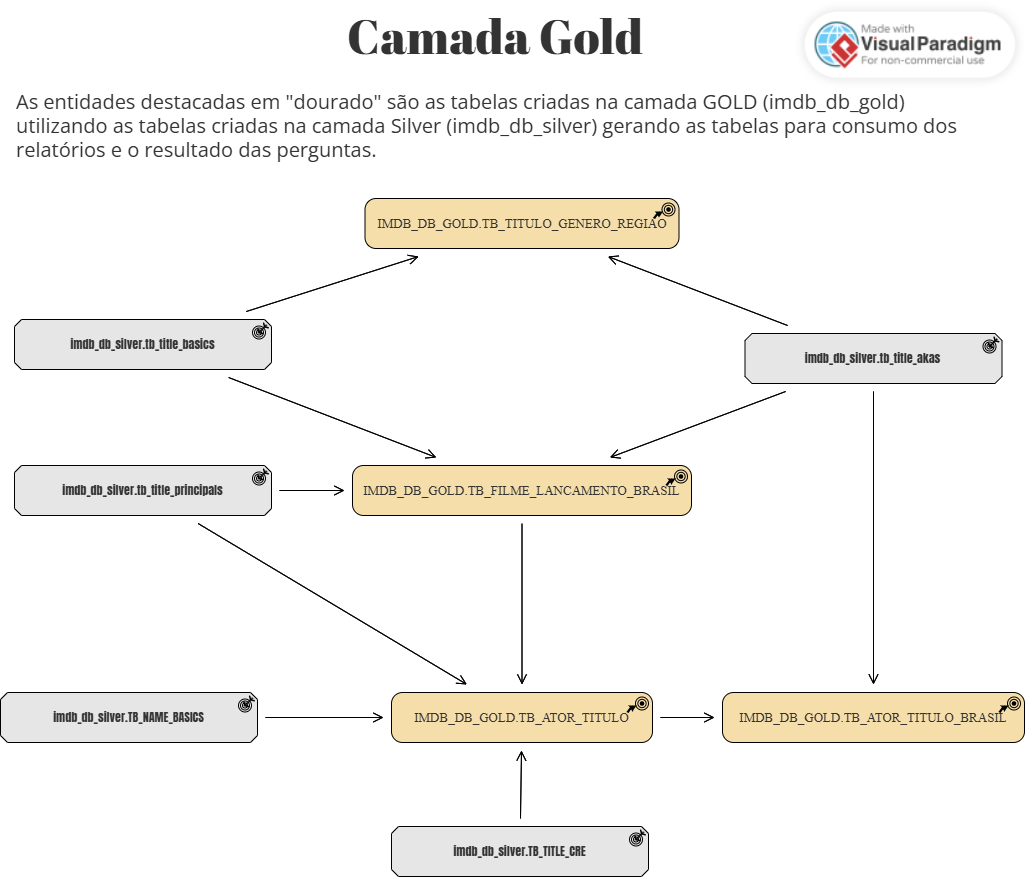 Camada Gold
Made with
Visual Paradigm
For non-commercial use
As entidades destacadas em "dourado" são as tabelas criadas na camada GOLD (imdb_db_gold)
utilizando as tabelas criadas na camada Silver (imdb_db_silver) gerando as tabelas para consumo dos
relatórios e o resultado das perguntas.
IMDB_DB_GOLD.TB_TITULO_GENERO_REGIAO
imdb_db_silver.tb_title_basics
imdb_db_silver.tb_title_akas
imdb_db_silver.tb_title_principals
IMDB_DB_GOLD.TB_FILME_LANCAMENTO_BRASIL
imdb_db_silver.TB_NAME_BASICS
IMDB_DB_GOLD.TB_ATOR_TITULO
IMDB_DB_GOLD.TB_ATOR_TITULO_BRASIL
imdb_db_silver.TB_TITLE_CRE